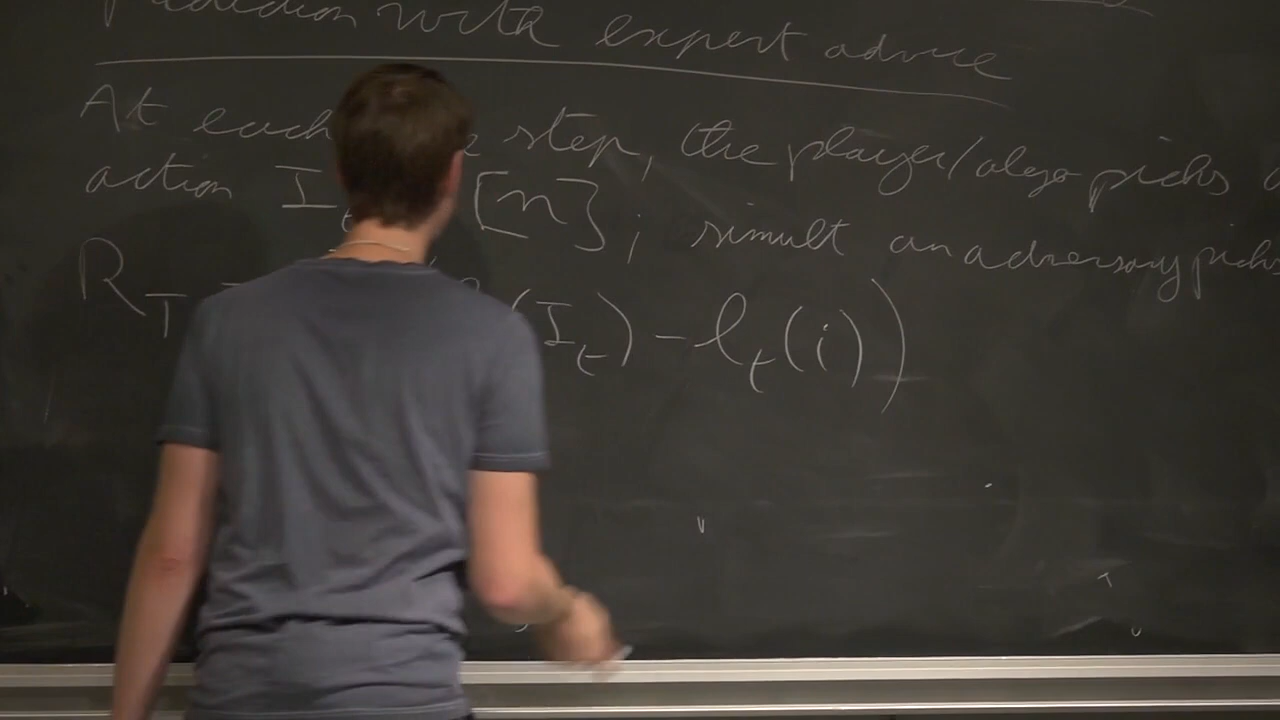 Prediction with expert advice
At each step, the player/algo picks
action I_t [n], simult an adversary picks
R_T (I_t) - ℓ_t(i))